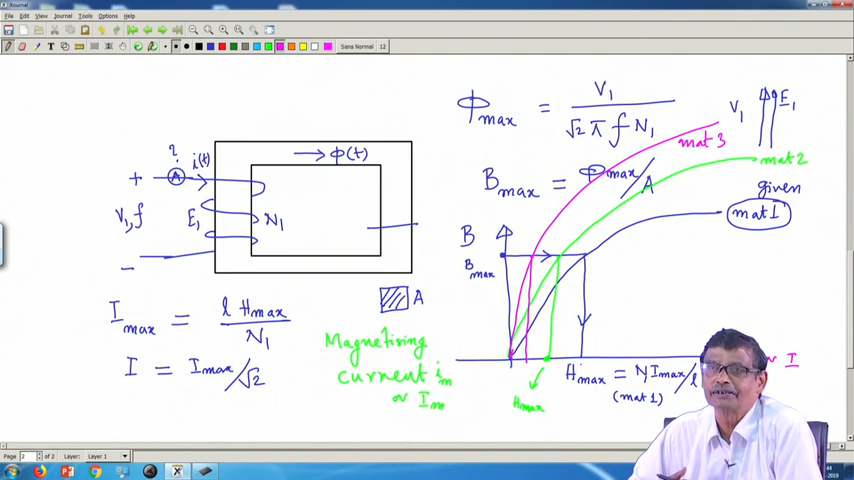 Xournal
File Edit View Journal Tools Options Help
Sans Normal 12
ϕmax = V1 / √2 π f N1
V1 E1
mat 3
mat 2
Bmax = ϕmax/A
given
mat 1
? i(t) → ϕ(t)
+ A
V1, f E1 N1
−
B
Bmax
A
Imax = l Hmax / N1
I = Imax/√2
Magnetising
current im
or Im
Hmax
Hmax = N1 Imax/l
(mat 1)
I
Page 2 of 2 Layer: Layer 1